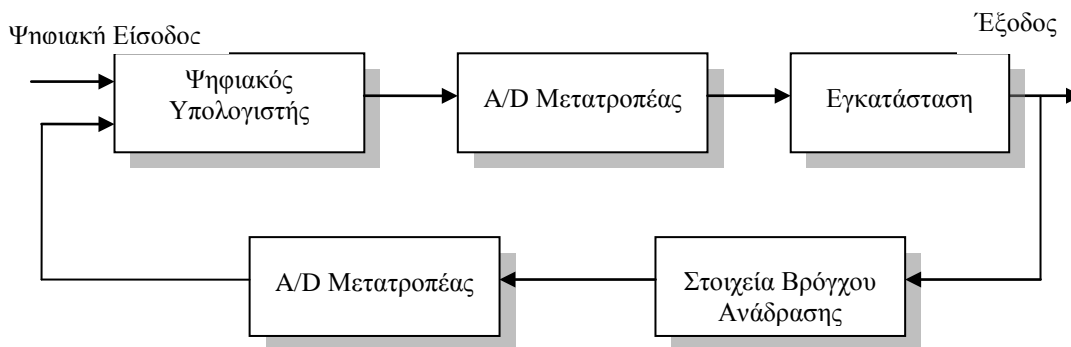 Ψηφιακή Είσοδος
Έξοδος
Ψηφιακός
Υπολογιστής
A/D Μετατροπέας
Εγκατάσταση
A/D Μετατροπέας
Στοιχεία Βρόγχου
Ανάδρασης